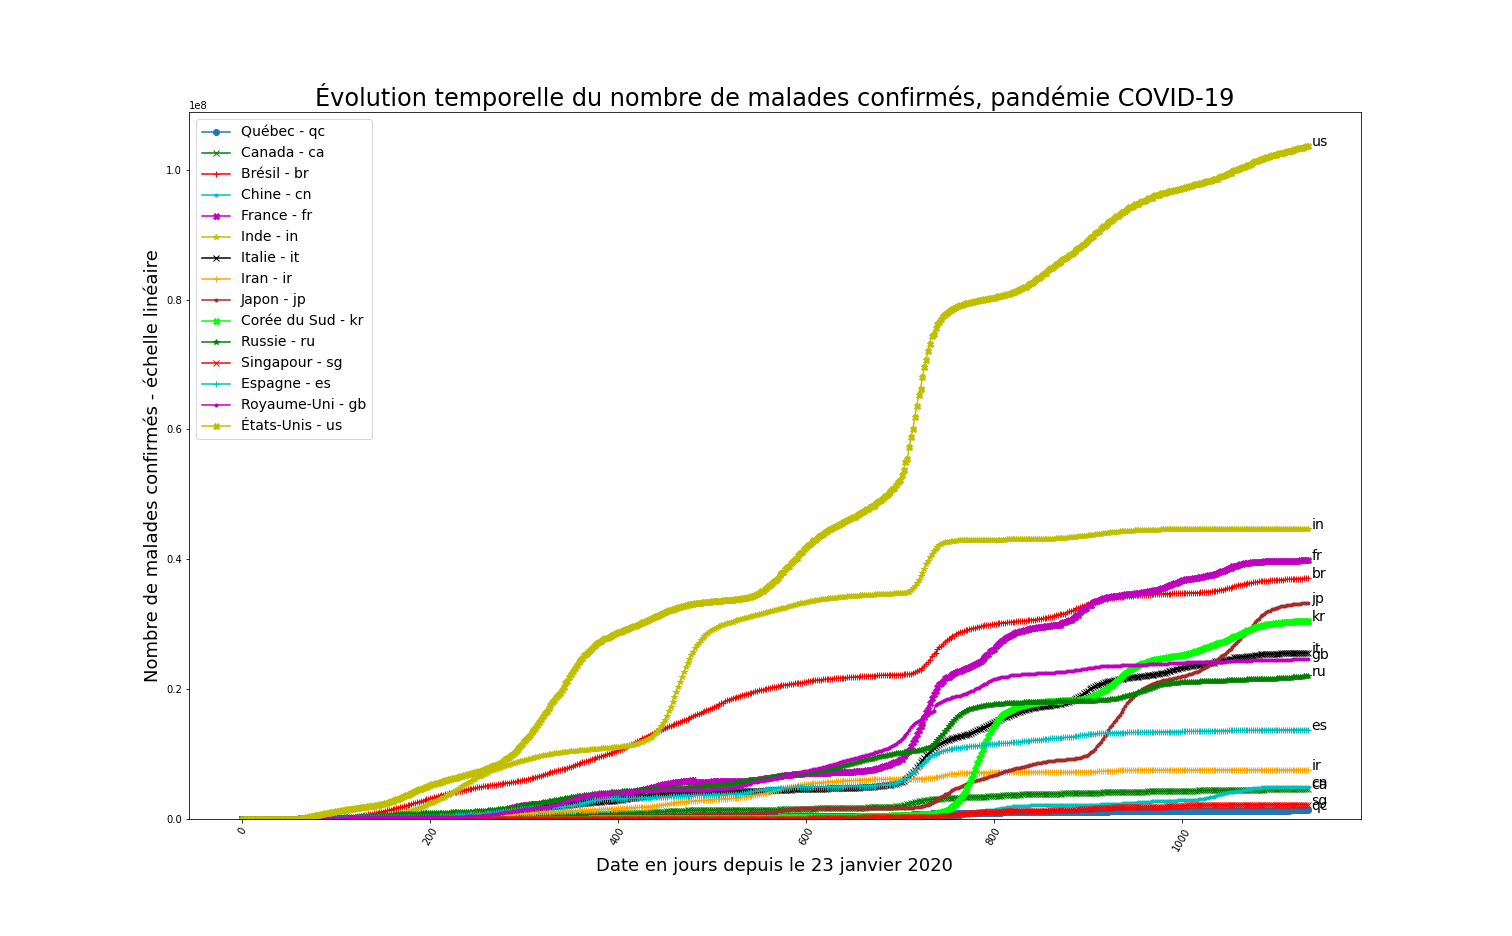 Évolution temporelle du nombre de malades confirmés, pandémie COVID-19
1e8
Québec - qc
Canada - ca
Brésil - br
Chine - cn
France - fr
Inde - in
Italie - it
Iran - ir
Japon - jp
Corée du Sud - kr
Russie - ru
Singapour - sg
Espagne - es
Royaume-Uni - gb
États-Unis - us
Nombre de malades confirmés - échelle linéaire
1.0
0.8
0.6
0.4
0.2
0.0
us
in
fr
br
jp
kr
it
gb
ru
es
ir
cn
ca
sg
qc
0
200
400
600
800
1000
Date en jours depuis le 23 janvier 2020